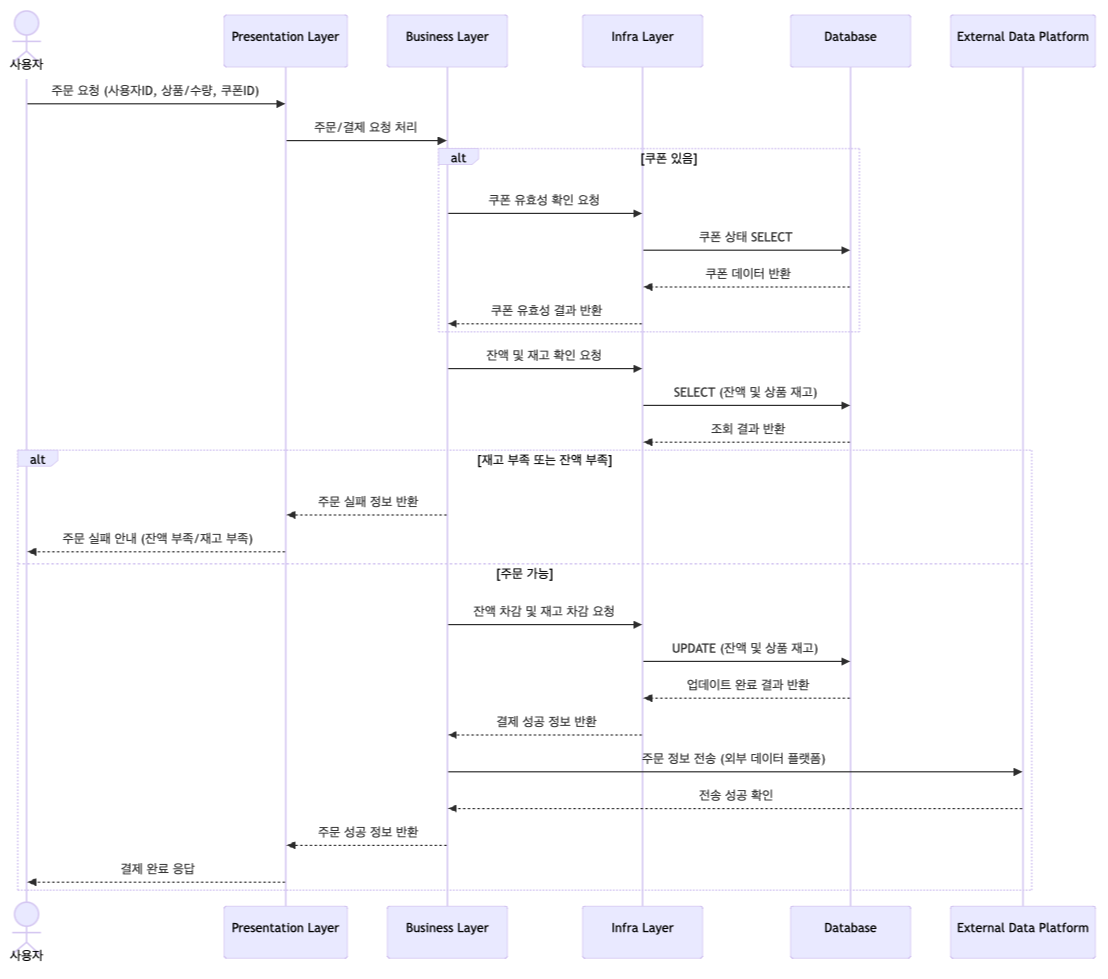 Presentation Layer
Business Layer
Infra Layer
Database
External Data Platform
사용자
주문 요청 (사용자ID, 상품/수량, 쿠폰ID)
주문/결제 요청 처리
alt
[쿠폰 있음]
쿠폰 유효성 확인 요청
쿠폰 상태 SELECT
쿠폰 데이터 반환
쿠폰 유효성 결과 반환
잔액 및 재고 확인 요청
SELECT (잔액 및 상품 재고)
조회 결과 반환
alt
[재고 부족 또는 잔액 부족]
주문 실패 정보 반환
주문 실패 안내 (잔액 부족/재고 부족)
[주문 가능]
잔액 차감 및 재고 차감 요청
UPDATE (잔액 및 상품 재고)
업데이트 완료 결과 반환
결제 성공 정보 반환
주문 정보 전송 (외부 데이터 플랫폼)
전송 성공 확인
주문 성공 정보 반환
결제 완료 응답
Presentation Layer
Business Layer
Infra Layer
Database
External Data Platform
사용자